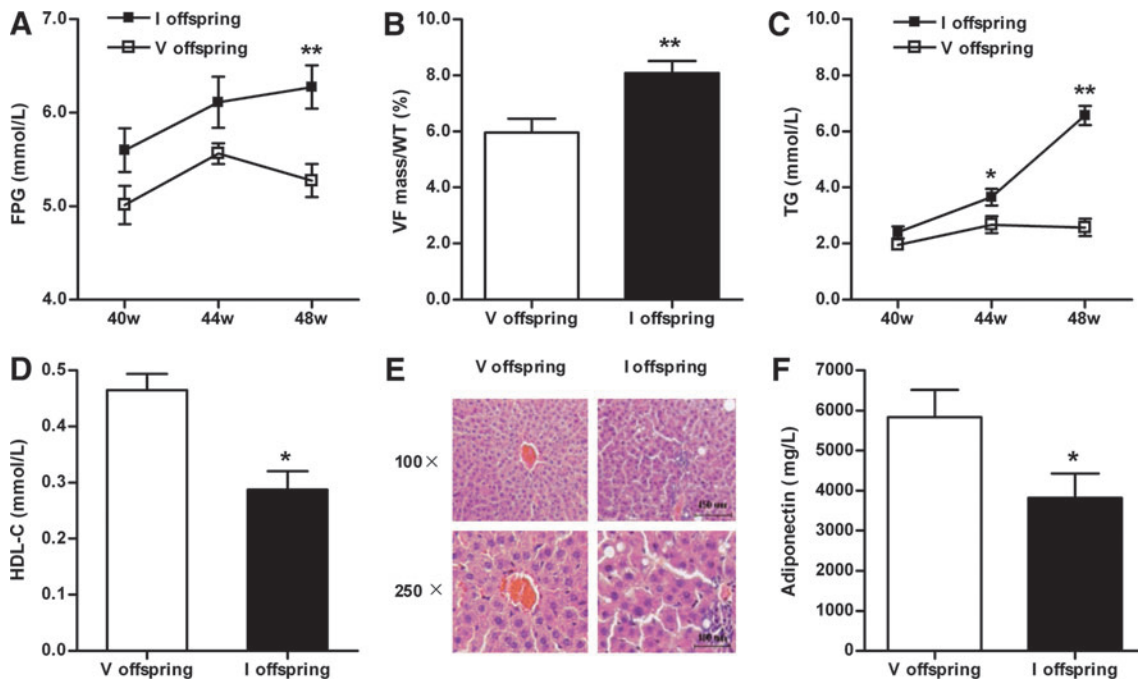 A
I offspring
V offspring
FPG (mmol/L)
7.0
6.0
5.0
4.0
**
40w
44w
48w
B
VF mass/WT (%)
10.0
8.0
6.0
4.0
2.0
0.0
**
V offspring
I offspring
C
I offspring
V offspring
TG (mmol/L)
10.0
8.0
6.0
4.0
2.0
0.0
*
**
40w
44w
48w
D
HDL-C (mmol/L)
0.5
0.4
0.3
0.2
0.1
0.0
*
V offspring
I offspring
E
V offspring
I offspring
100 ×
250 ×
F
Adiponectin (mg/L)
7000
6000
5000
4000
3000
2000
1000
0
*
V offspring
I offspring